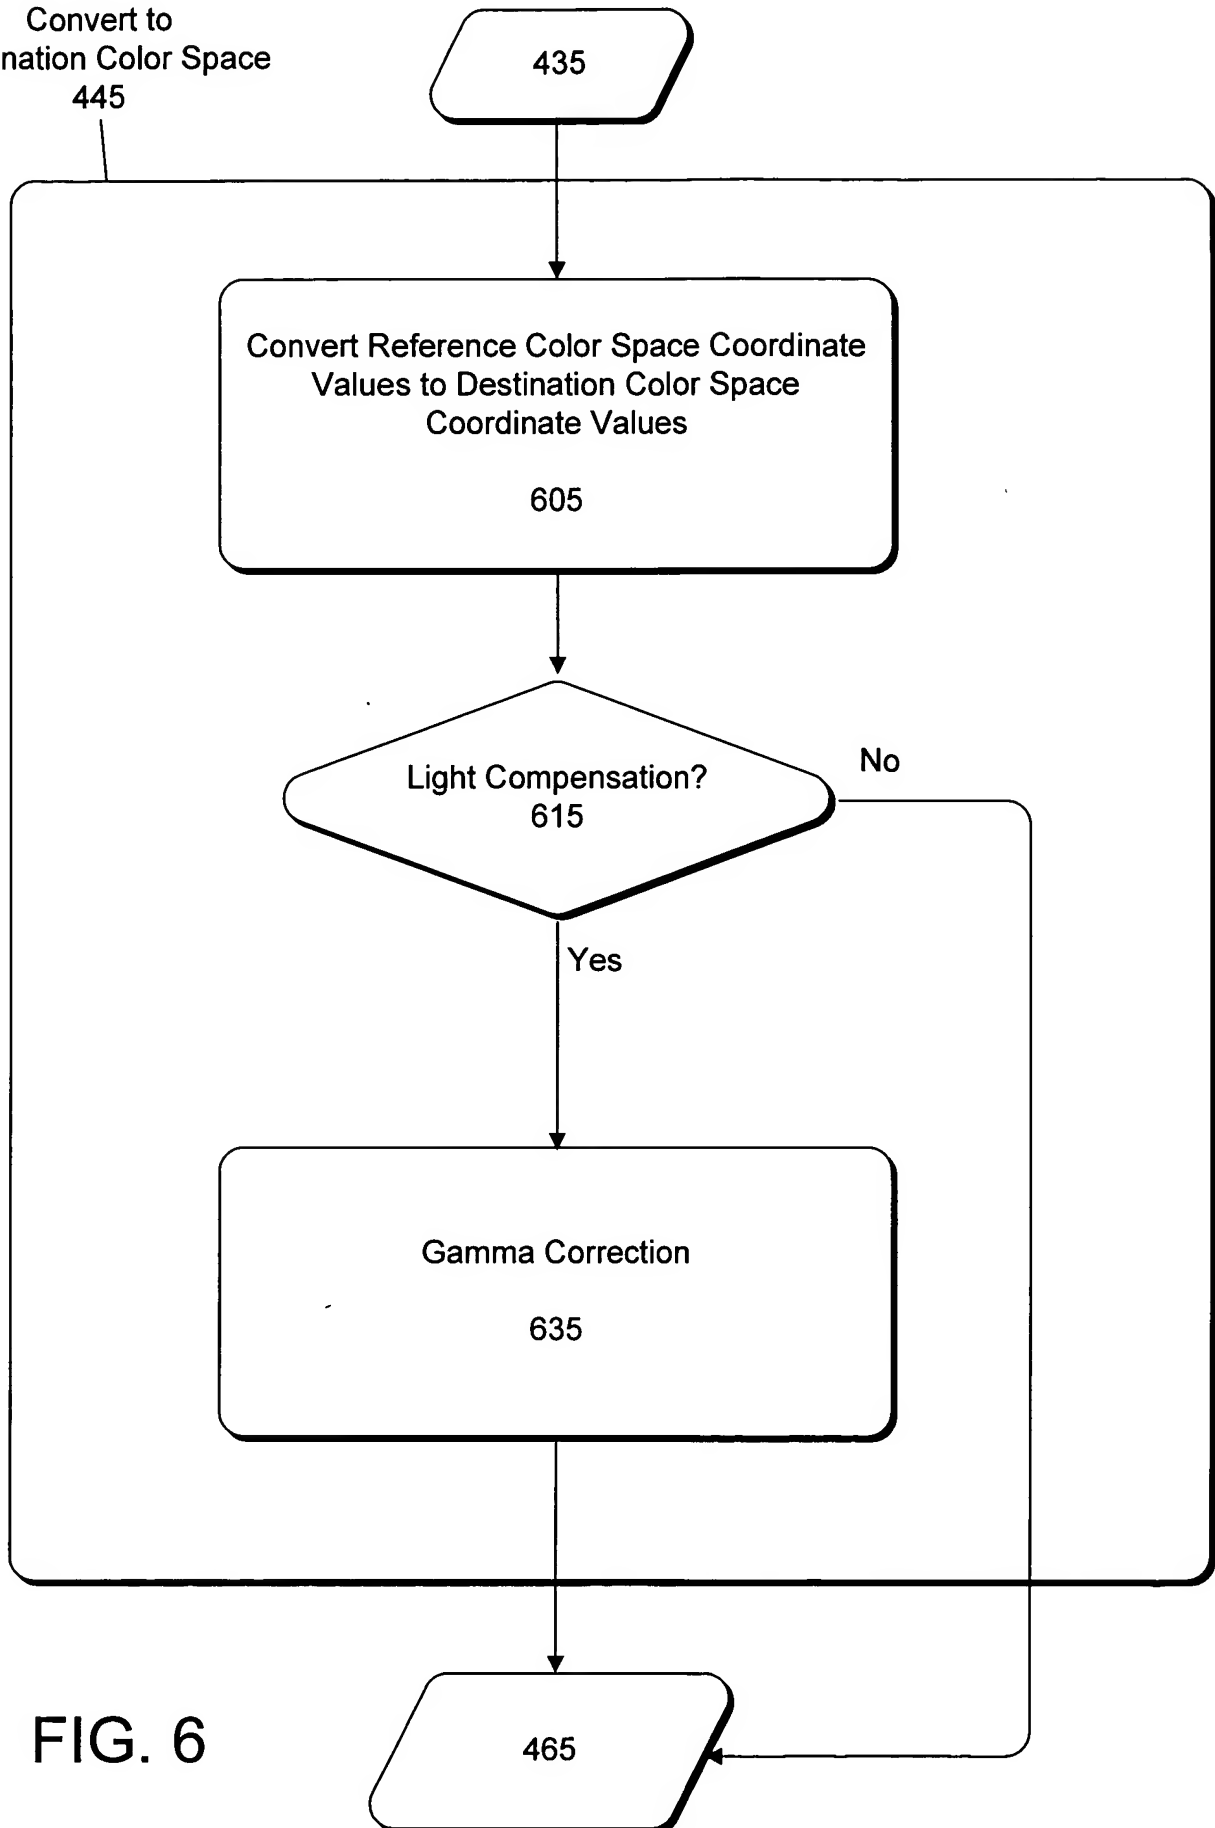 Convert to
nation Color Space
445
435
Convert Reference Color Space Coordinate
Values to Destination Color Space
Coordinate Values
605
Light Compensation?
615
No
Yes
Gamma Correction
635
465
FIG. 6